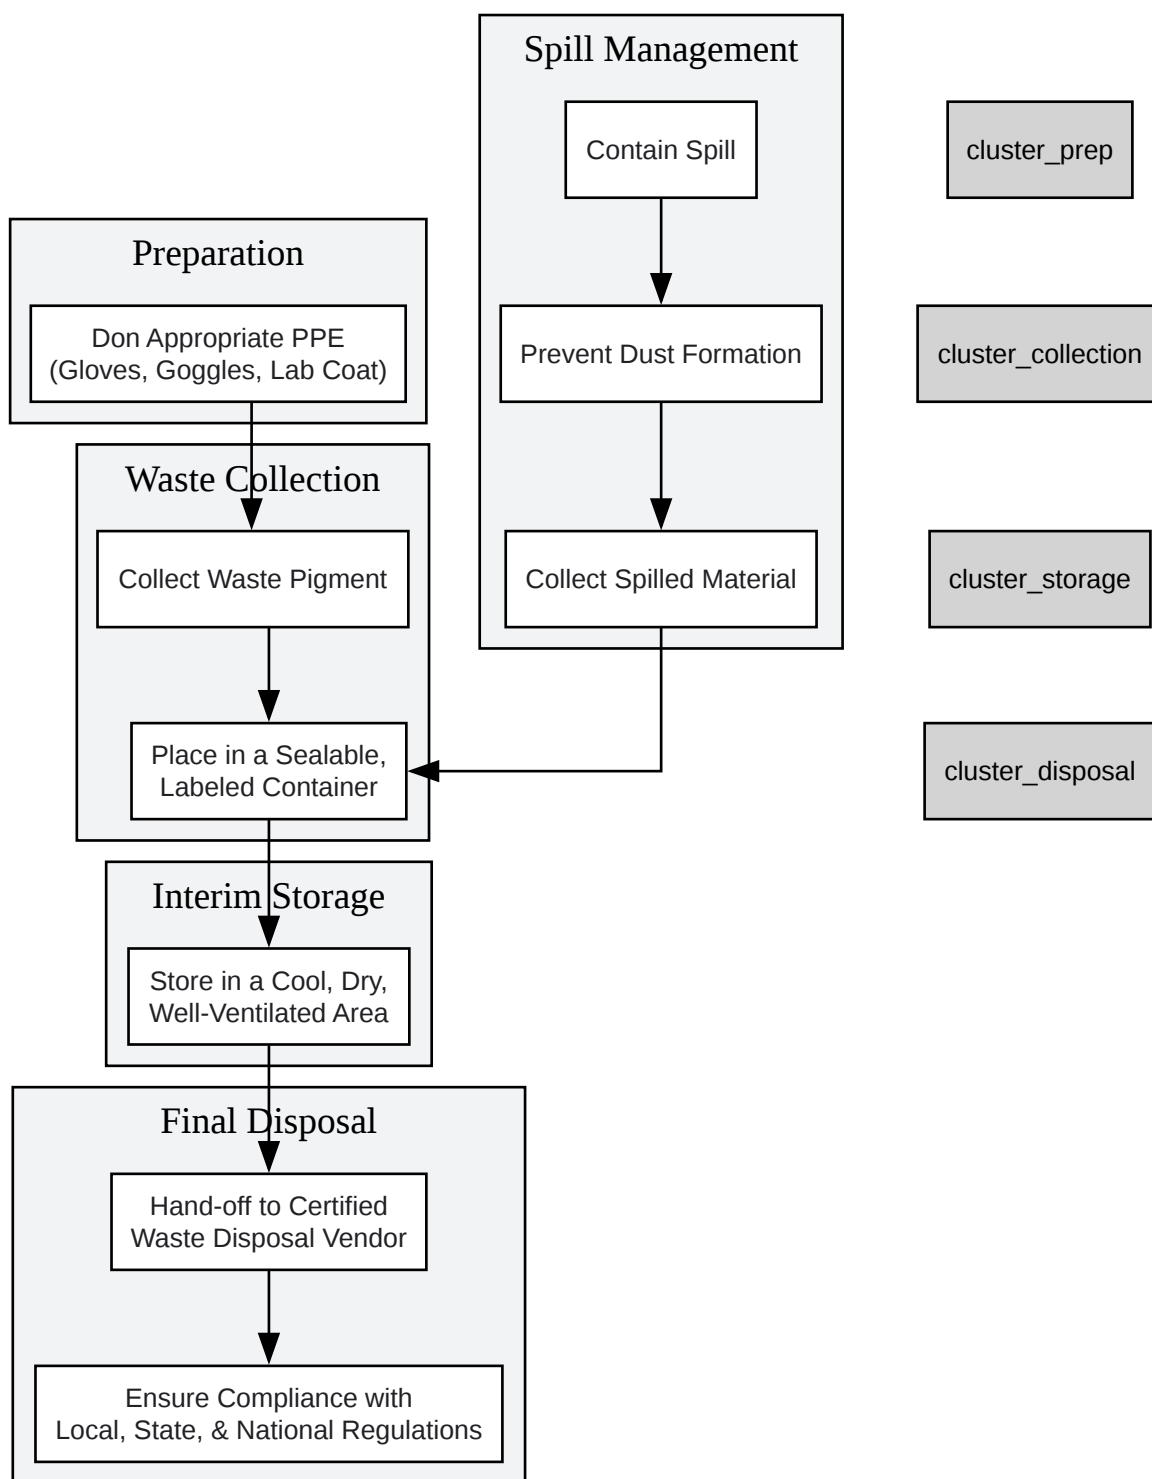 Spill Management
Contain Spill
cluster_prep
Preparation
Don Appropriate PPE
(Gloves, Goggles, Lab Coat)
Prevent Dust Formation
cluster_collection
Waste Collection
Collect Waste Pigment
Collect Spilled Material
cluster_storage
Place in a Sealable,
Labeled Container
cluster_disposal
Interim Storage
Store in a Cool, Dry,
Well-Ventilated Area
Final Disposal
Hand-off to Certified
Waste Disposal Vendor
Ensure Compliance with
Local, State, & National Regulations